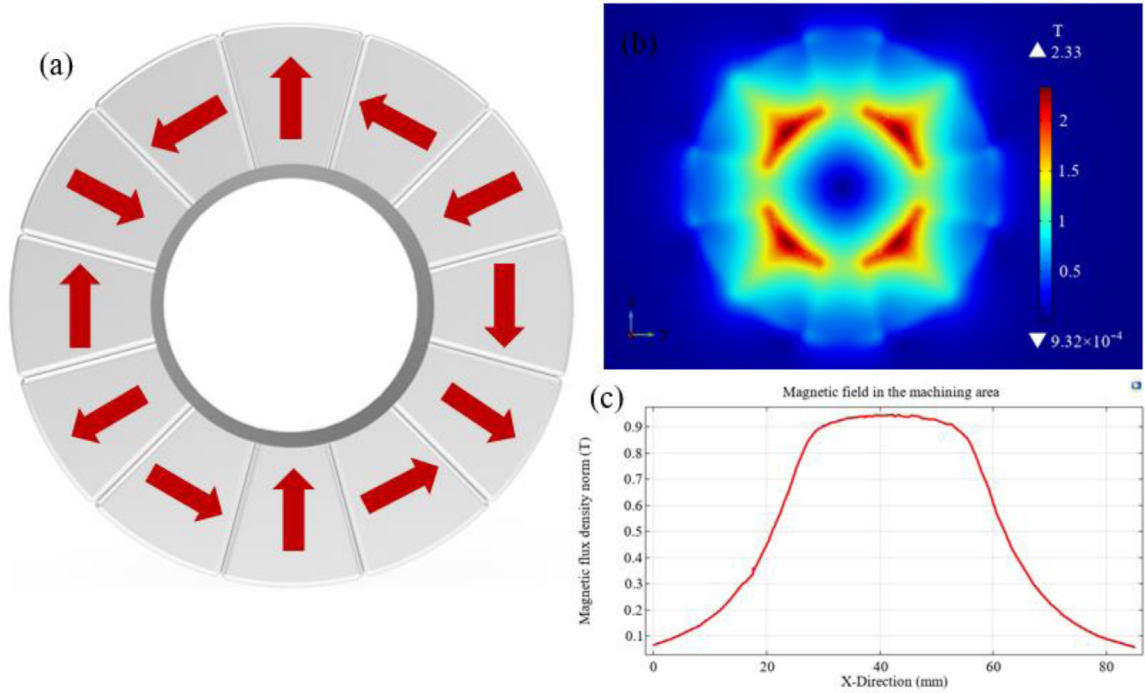 (a)
(b)
T
2.33
2
1.5
1
0.5
9.32×10⁻⁴
(c)
Magnetic field in the machining area
Magnetic flux density norm (T)
0.9
0.8
0.7
0.6
0.5
0.4
0.3
0.2
0.1
0
20
40
60
80
X-Direction (mm)